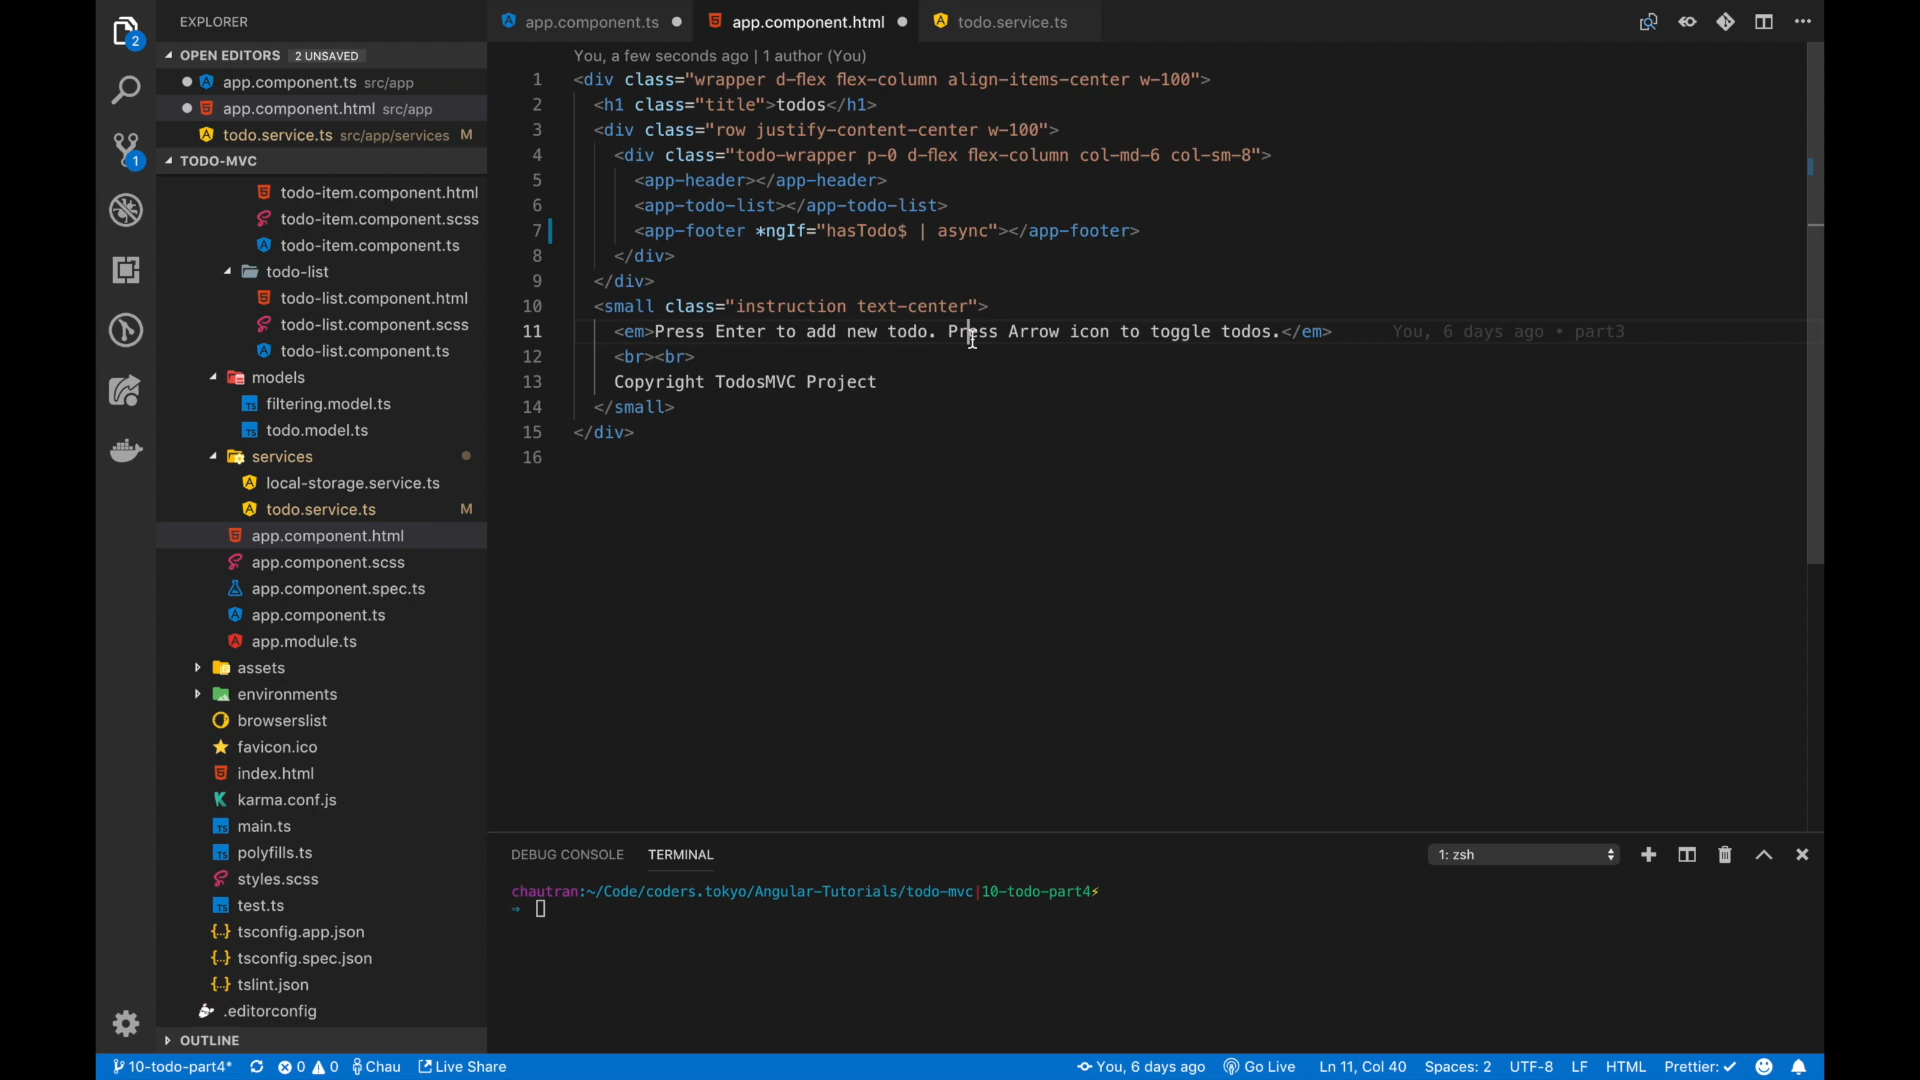 EXPLORER
OPEN EDITORS 2 UNSAVED
app.component.ts src/app
app.component.html src/app
todo.service.ts src/app/services M
TODO-MVC
todo-item.component.html
todo-item.component.scss
todo-item.component.ts
todo-list
todo-list.component.html
todo-list.component.scss
todo-list.component.ts
models
filtering.model.ts
todo.model.ts
services
local-storage.service.ts
todo.service.ts M
app.component.html
app.component.scss
app.component.spec.ts
app.component.ts
app.module.ts
assets
environments
browserslist
favicon.ico
index.html
karma.conf.js
main.ts
polyfills.ts
styles.scss
test.ts
tsconfig.app.json
tsconfig.spec.json
tslint.json
.editorconfig
OUTLINE
2
1
app.component.ts app.component.html todo.service.ts
You, a few seconds ago | 1 author (You)
1 <div class="wrapper d-flex flex-column align-items-center w-100">
2 <h1 class="title">todos</h1>
3 <div class="row justify-content-center w-100">
4 <div class="todo-wrapper p-0 d-flex flex-column col-md-6 col-sm-8">
5 <app-header></app-header>
6 <app-todo-list></app-todo-list>
7 <app-footer *ngIf="hasTodo$ | async"></app-footer>
8 </div>
9 </div>
10 <small class="instruction text-center">
11 <em>Press Enter to add new todo. Press Arrow icon to toggle todos.</em> You, 6 days ago • part3
12 <br><br>
13 Copyright TodosMVC Project
14 </small>
15 </div>
16
DEBUG CONSOLE TERMINAL 1: zsh
chautran:~/Code/coders.tokyo/Angular-Tutorials/todo-mvc|10-todo-part4⚡
⇒
10-todo-part4* 0 0 Chau Live Share You, 6 days ago Go Live Ln 11, Col 40 Spaces: 2 UTF-8 LF HTML Prettier: ✓